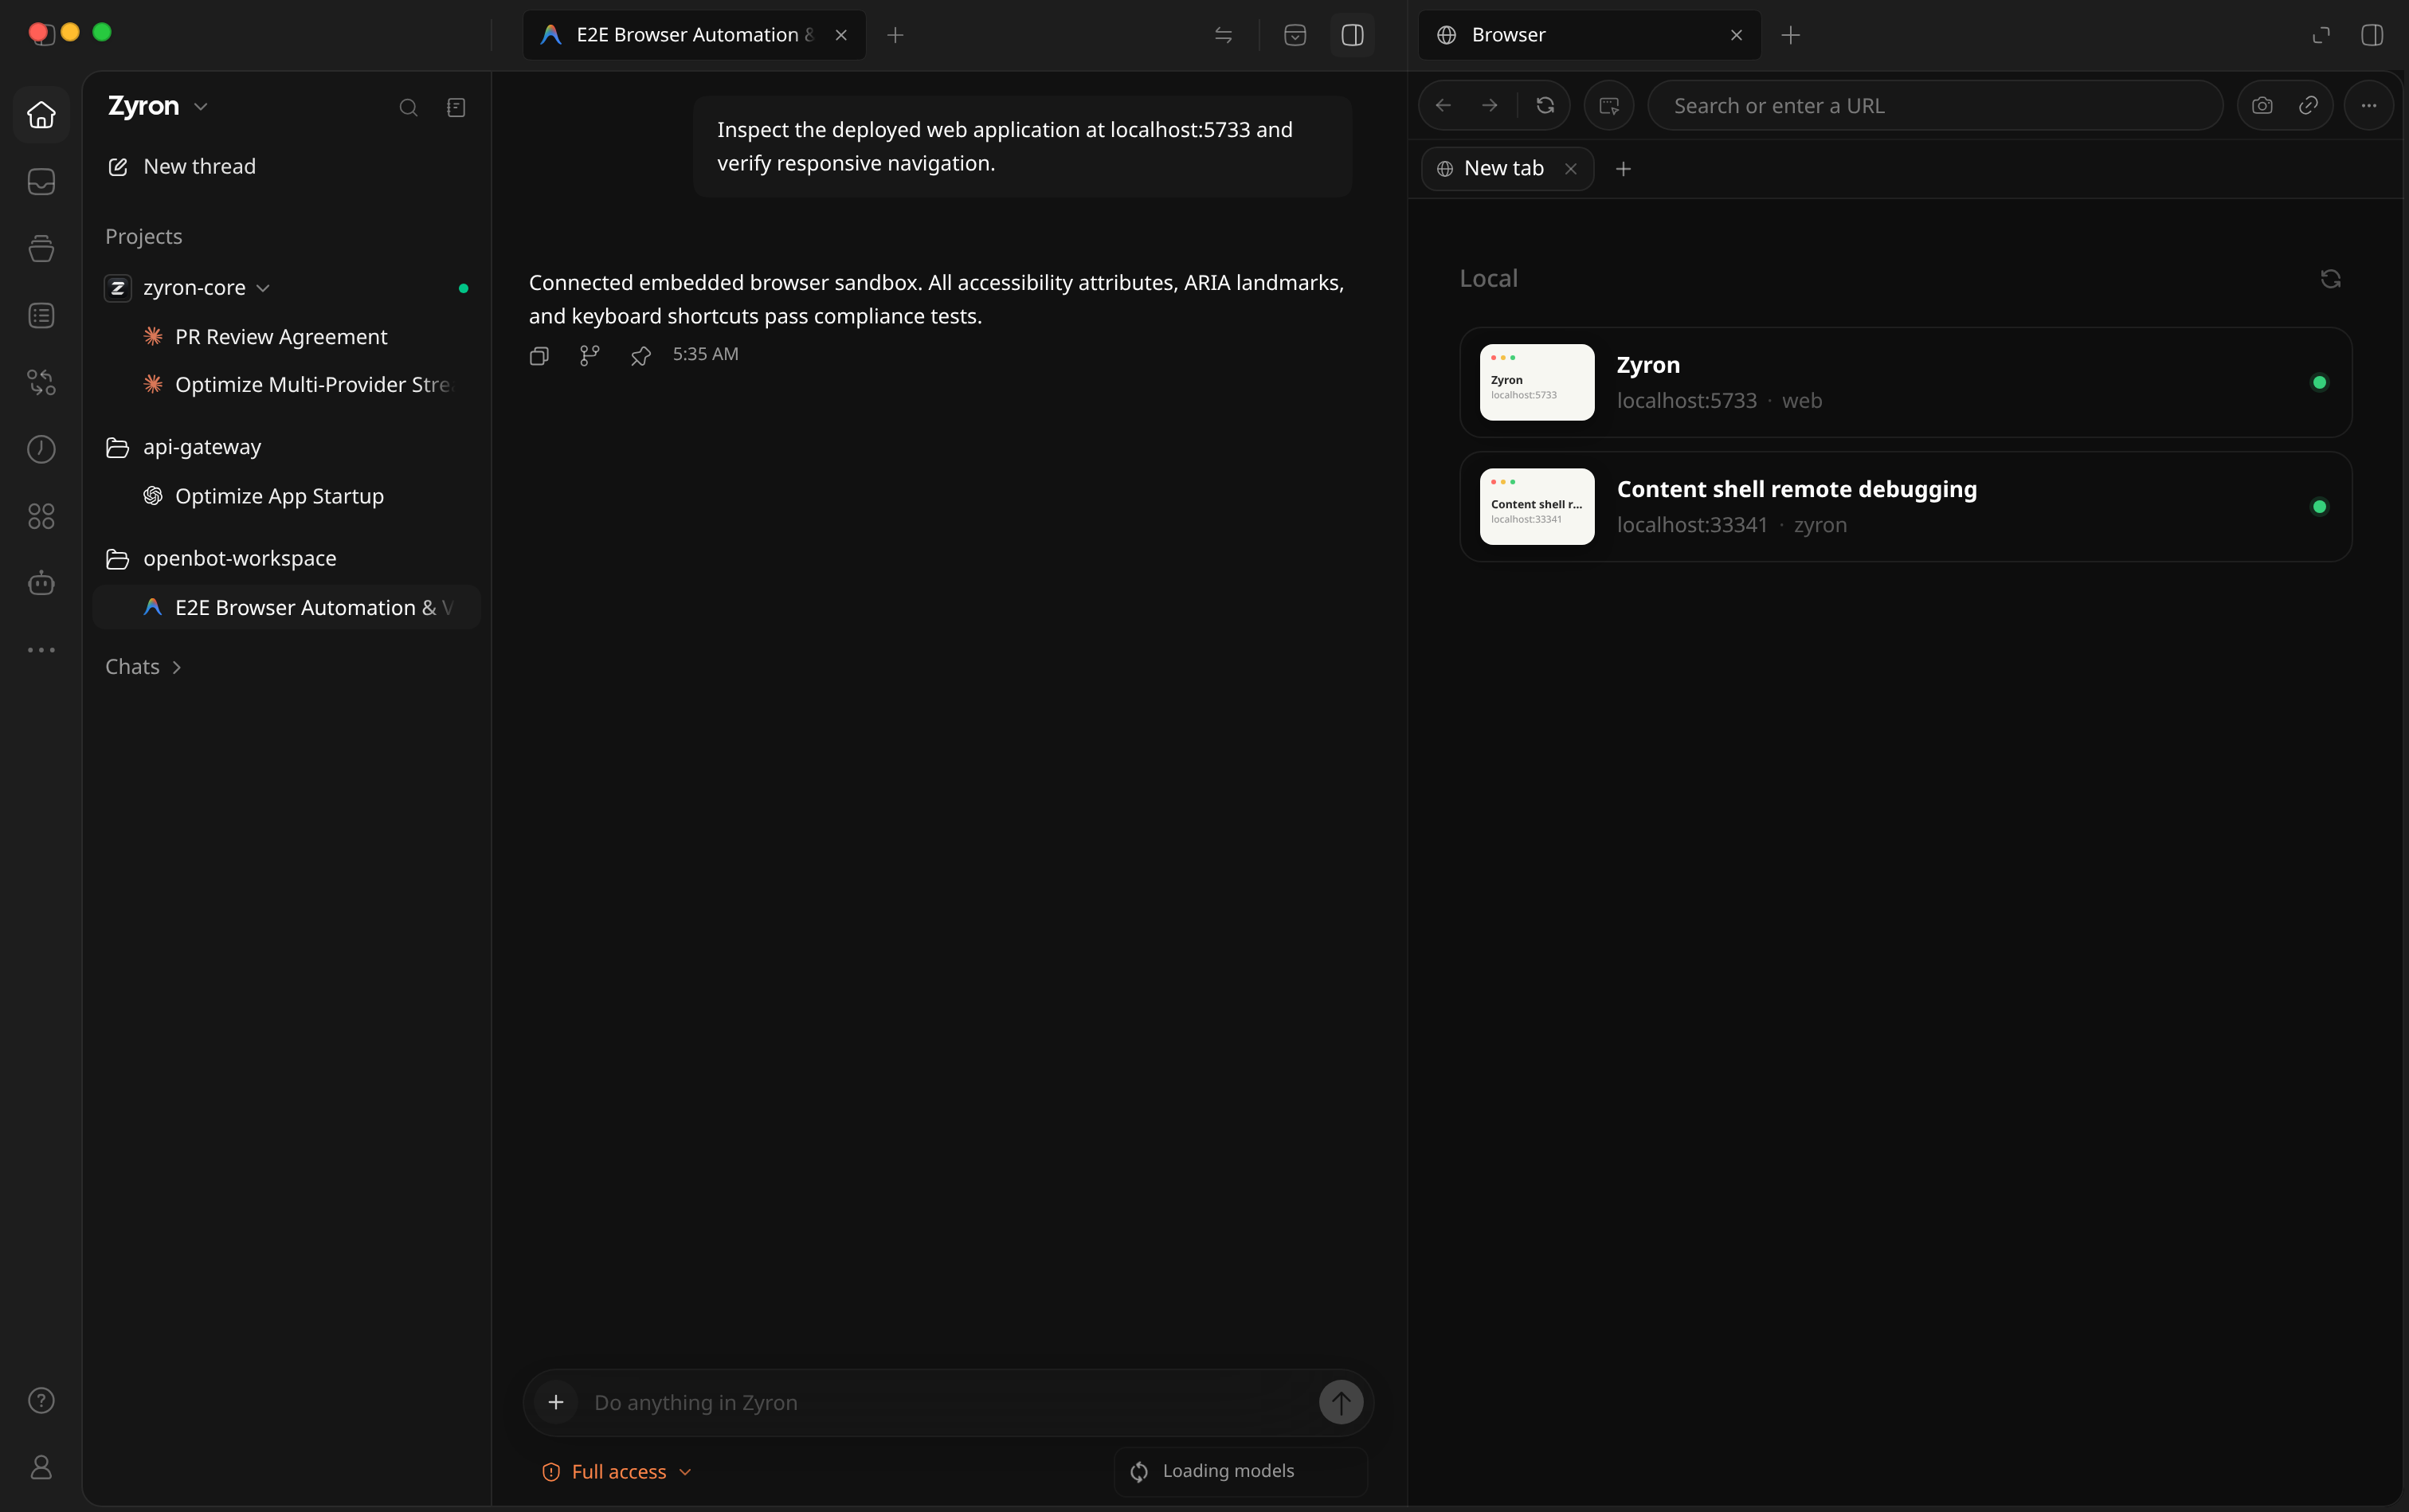 E2E Browser Automation &
Browser
Zyron
New thread
Projects
zyron-core
PR Review Agreement
Optimize Multi-Provider Stre
api-gateway
Optimize App Startup
openbot-workspace
E2E Browser Automation & V
Chats
Inspect the deployed web application at localhost:5733 and
verify responsive navigation.
Connected embedded browser sandbox. All accessibility attributes, ARIA landmarks,
and keyboard shortcuts pass compliance tests.
5:35 AM
Do anything in Zyron
Full access
Loading models
Search or enter a URL
New tab
Local
Zyron
localhost:5733
Zyron
localhost:5733 · web
Content shell r...
localhost:33341
Content shell remote debugging
localhost:33341 · zyron